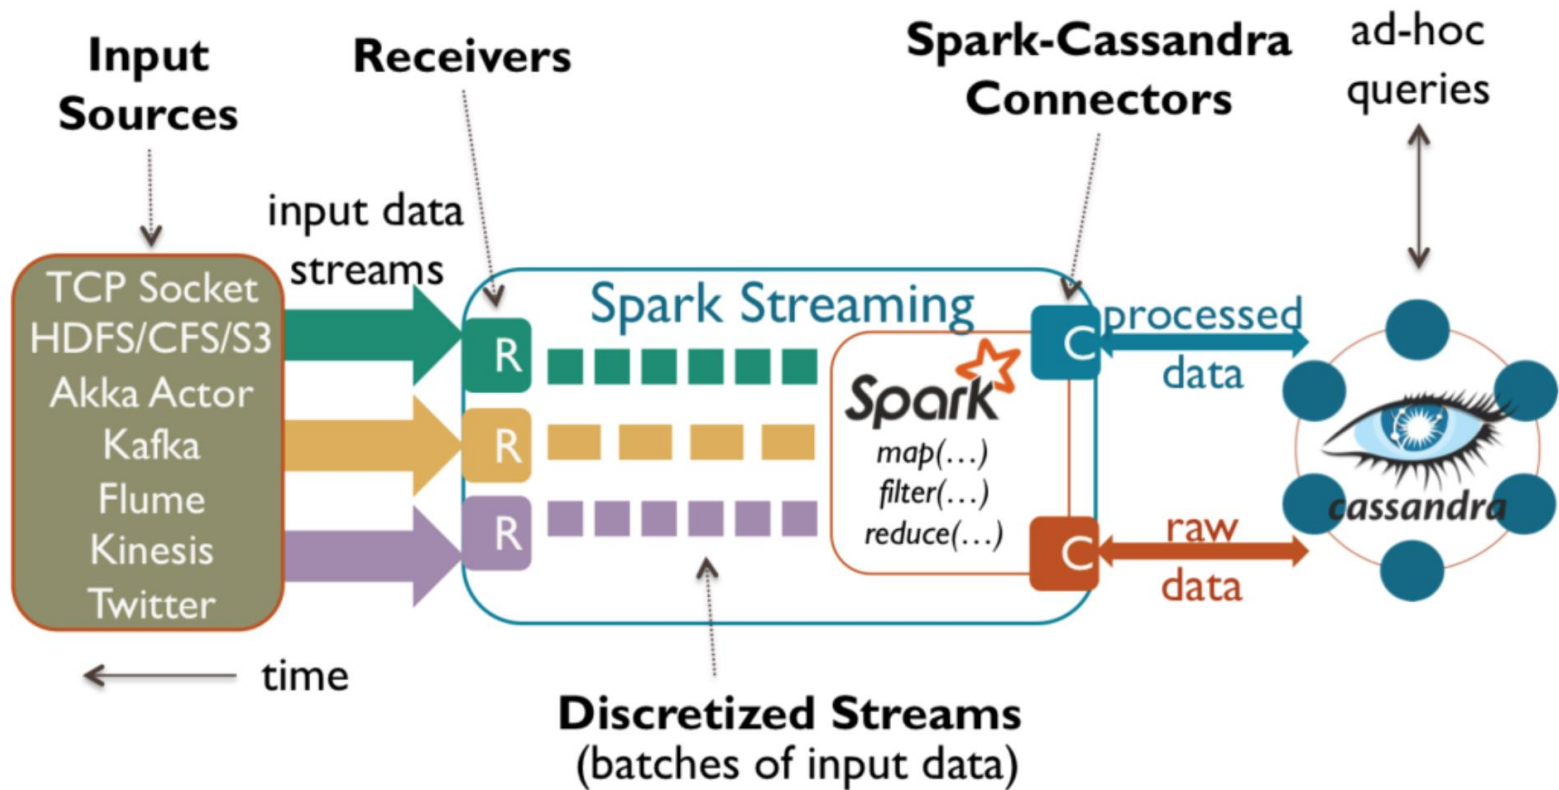 Input
Sources
Receivers
Spark-Cassandra
Connectors
ad-hoc
queries
input data
streams
TCP Socket
HDFS/CFS/S3
Akka Actor
Kafka
Flume
Kinesis
Twitter
time
Spark Streaming
R
R
R
Spark
map(...)
filter(...)
reduce(...)
C
C
processed
data
raw
data
cassandra
Discretized Streams
(batches of input data)